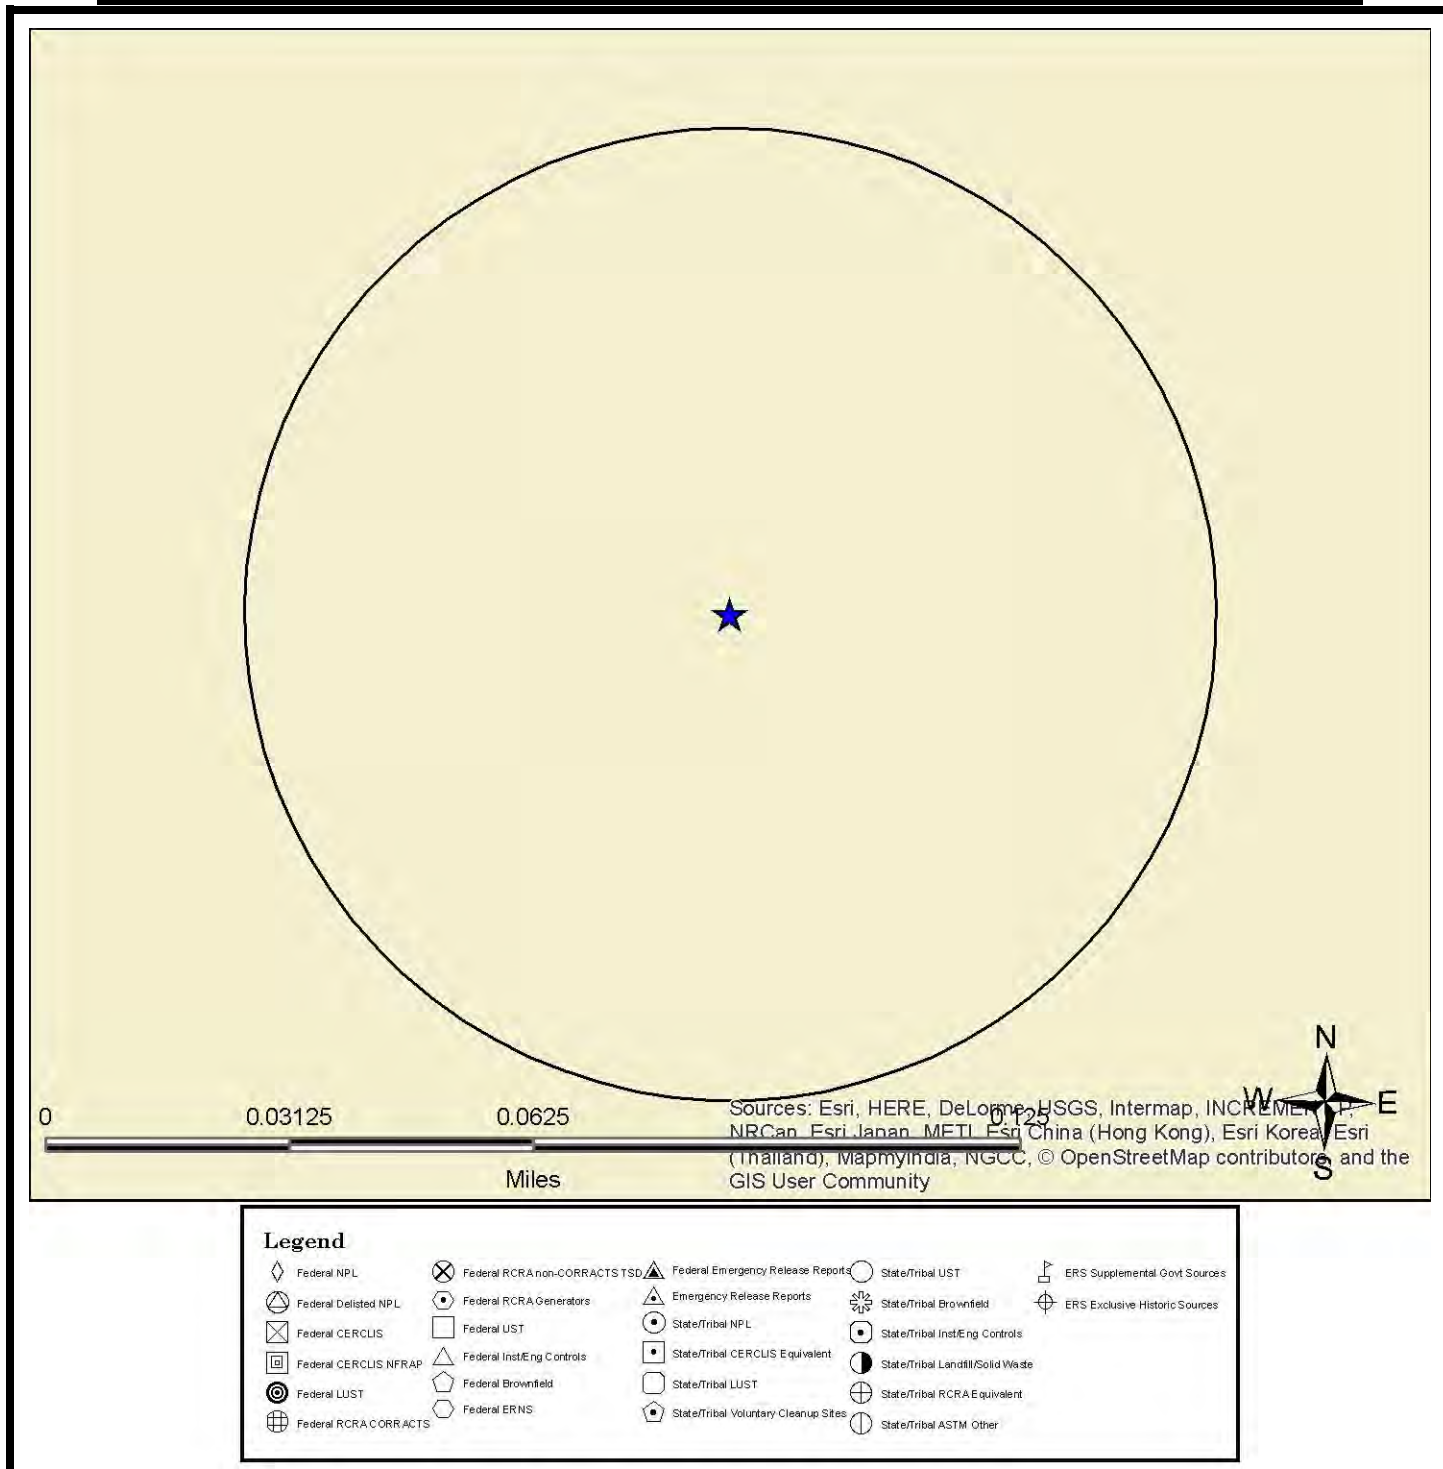 N
W
E
S
0 0.03125 0.0625 0.125
Miles
Sources: Esri, HERE, DeLorme, USGS, Intermap, INCREMENT P,
NRCan, Esri Japan, METI, Esri China (Hong Kong), Esri Korea, Esri
(Thailand), MapmyIndia, NGCC, © OpenStreetMap contributors, and the
GIS User Community
Legend
Federal NPL
Federal Delisted NPL
Federal CERCLIS
Federal CERCLIS NFRAP
Federal LUST
Federal RCRA CORRACTS
Federal RCRA non-CORRACTS TSD
Federal RCRA Generators
Federal UST
Federal Inst/Eng Controls
Federal Brownfield
Federal ERNS
Federal Emergency Release Reports
Emergency Release Reports
State/Tribal NPL
State/Tribal CERCLIS Equivalent
State/Tribal LUST
State/Tribal Voluntary Cleanup Sites
State/Tribal UST
State/Tribal Brownfield
State/Tribal Inst/Eng Controls
State/Tribal Landfill/Solid Waste
State/Tribal RCRA Equivalent
State/Tribal ASTM Other
ERS Supplemental Govt Sources
ERS Exclusive Historic Sources